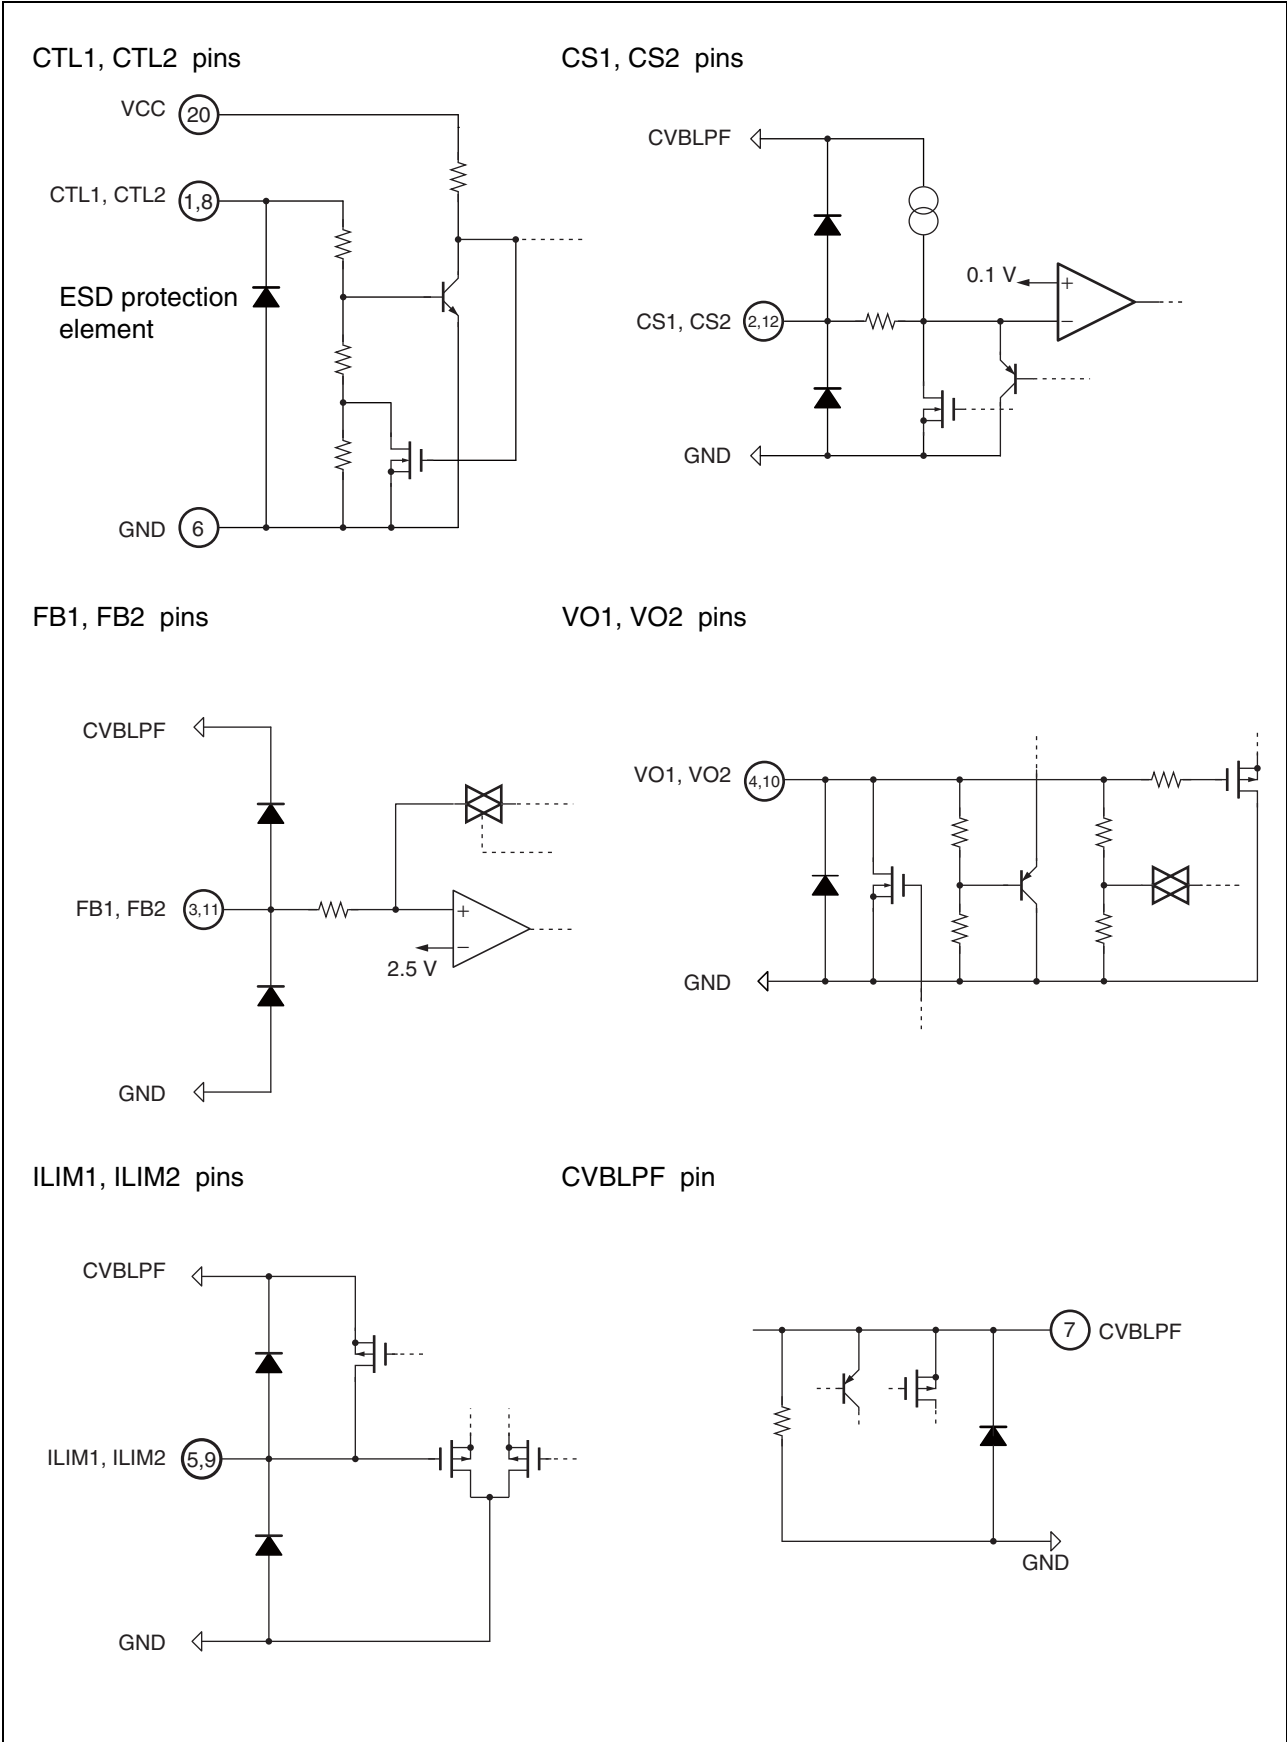 CTL1, CTL2 pins
VCC 20
CTL1, CTL2 1,8
ESD protection
element
GND 6
CS1, CS2 pins
CVBLPF
0.1 V
+
CS1, CS2 2,12
−
GND
FB1, FB2 pins
CVBLPF
FB1, FB2 3,11
+
−
2.5 V
GND
VO1, VO2 pins
VO1, VO2 4,10
GND
ILIM1, ILIM2 pins
CVBLPF
ILIM1, ILIM2 5,9
GND
CVBLPF pin
7 CVBLPF
GND